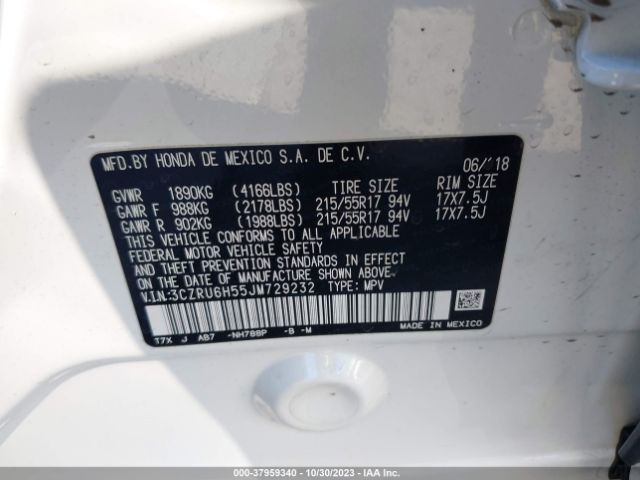 MFD.BY HONDA DE MEXICO S.A. DE C.V. 06/'18
GVWR 1890KG (4166LBS) TIRE SIZE RIM SIZE
GAWR F 988KG (2178LBS) 215/55R17 94V 17X7.5J
GAWR R 902KG (1988LBS) 215/55R17 94V 17X7.5J
THIS VEHICLE CONFORMS TO ALL APPLICABLE
FEDERAL MOTOR VEHICLE SAFETY
AND THEFT PREVENTION STANDARDS IN EFFECT
ON THE DATE OF MANUFACTURE SHOWN ABOVE.
V.I.N:3CZRU6H55JM729232 TYPE: MPV
T7X J AB7 -NH788P -B -M MADE IN MEXICO
000-37959340 | 10/30/2023 | IAA Inc.